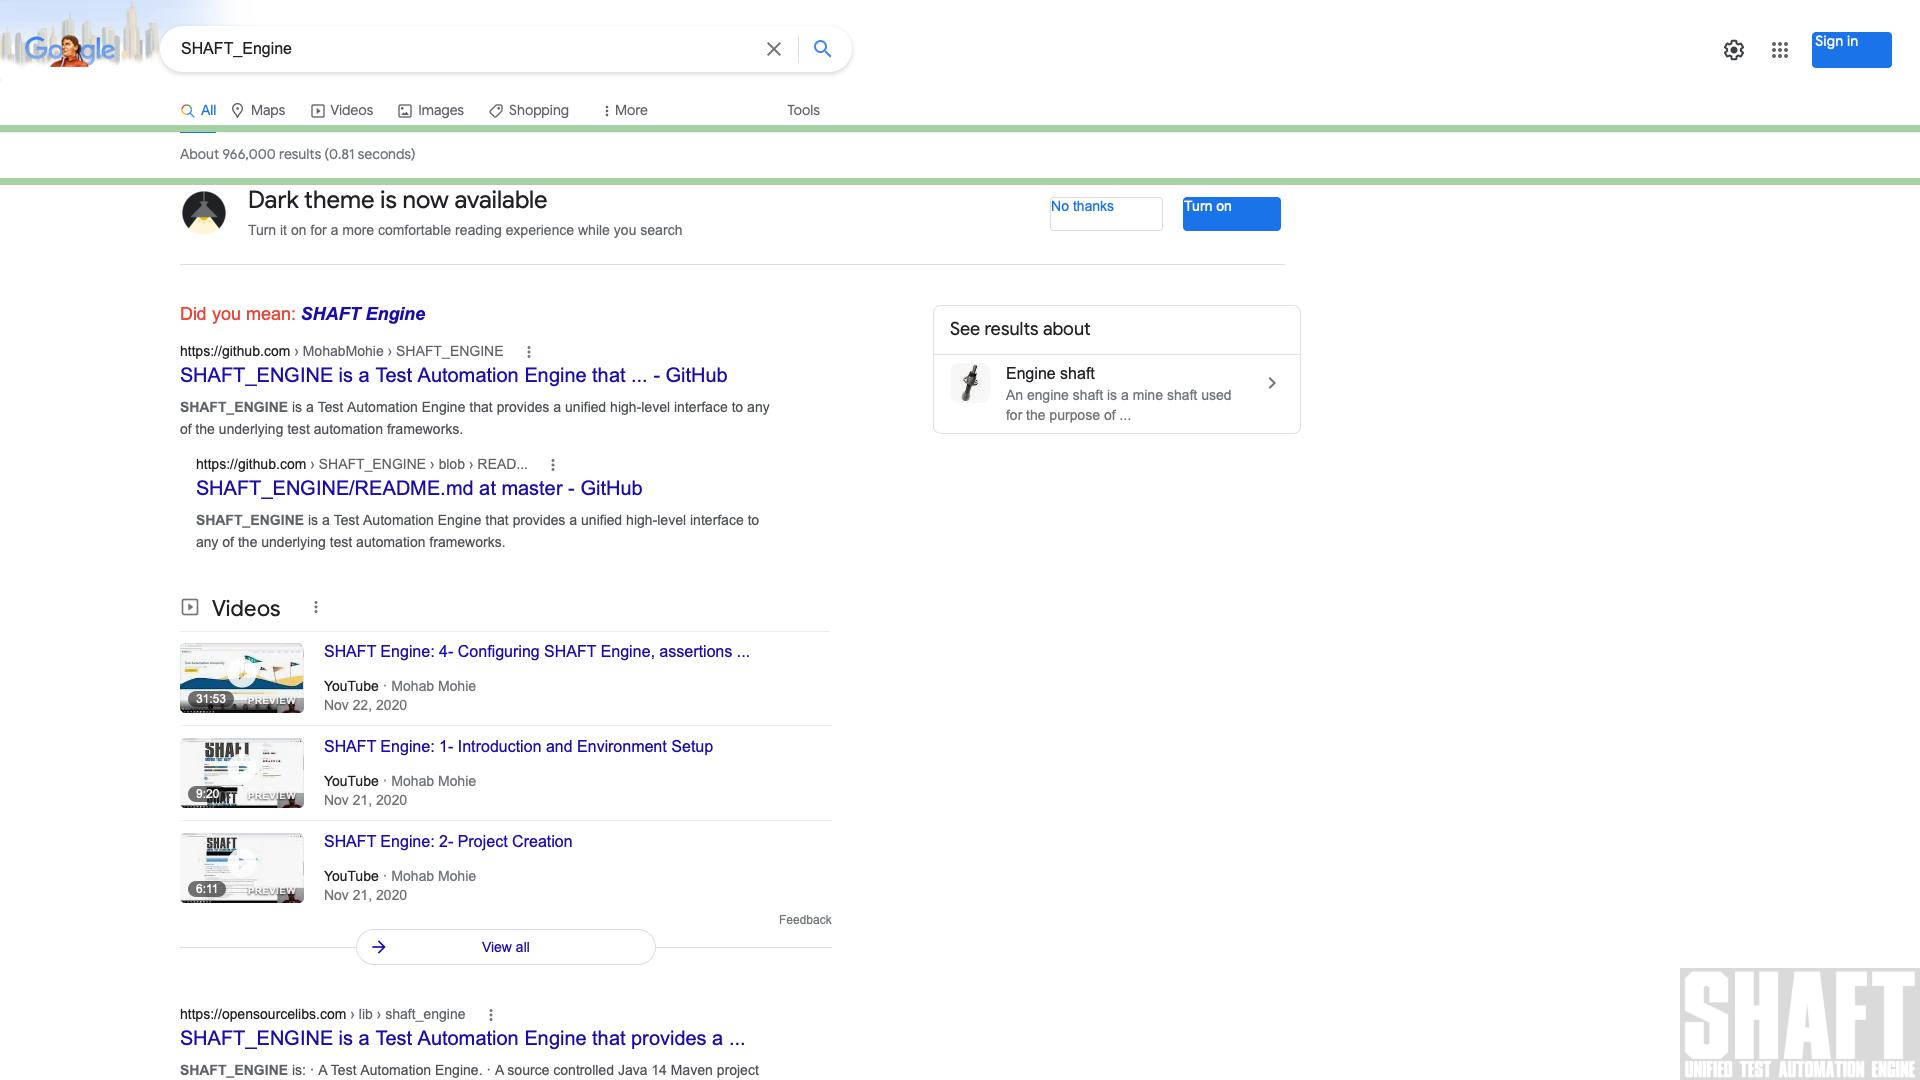 Google
SHAFT_Engine
Sign in
All
Maps
Videos
Images
Shopping
More
Tools
About 966,000 results (0.81 seconds)
Dark theme is now available
Turn it on for a more comfortable reading experience while you search
No thanks
Turn on
Did you mean: SHAFT Engine
https://github.com › MohabMohie › SHAFT_ENGINE
SHAFT_ENGINE is a Test Automation Engine that ... - GitHub
SHAFT_ENGINE is a Test Automation Engine that provides a unified high-level interface to any
of the underlying test automation frameworks.
https://github.com › SHAFT_ENGINE › blob › READ...
SHAFT_ENGINE/README.md at master - GitHub
SHAFT_ENGINE is a Test Automation Engine that provides a unified high-level interface to
any of the underlying test automation frameworks.
See results about
Engine shaft
An engine shaft is a mine shaft used
for the purpose of ...
Videos
31:53
PREVIEW
SHAFT Engine: 4- Configuring SHAFT Engine, assertions ...
YouTube · Mohab Mohie
Nov 22, 2020
SHAFT
9:20
PREVIEW
SHAFT
SHAFT Engine: 1- Introduction and Environment Setup
YouTube · Mohab Mohie
Nov 21, 2020
SHAFT
6:11
PREVIEW
SHAFT Engine: 2- Project Creation
YouTube · Mohab Mohie
Nov 21, 2020
Feedback
View all
https://opensourcelibs.com › lib › shaft_engine
SHAFT_ENGINE is a Test Automation Engine that provides a ...
SHAFT_ENGINE is: · A Test Automation Engine. · A source controlled Java 14 Maven project
SHAFT
UNIFIED TEST AUTOMATION ENGINE